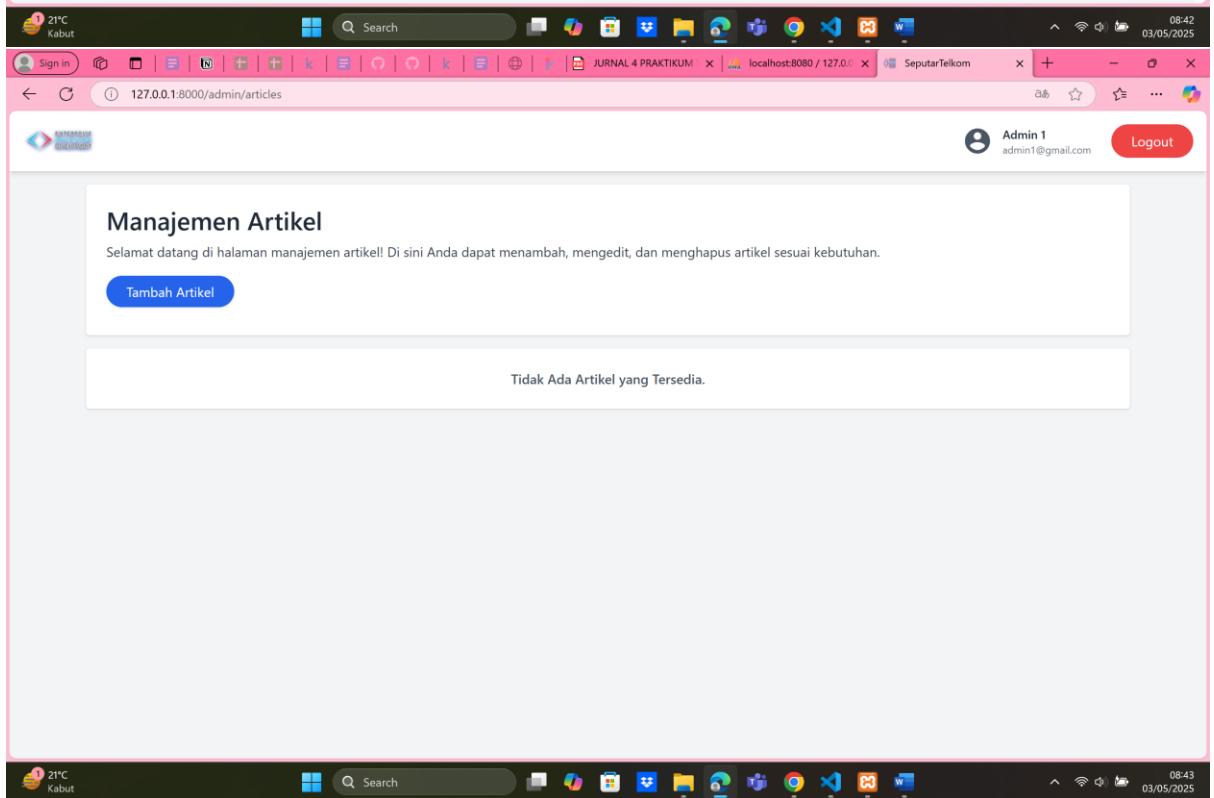 21°C
Kabut
Search
08:42
03/05/2025
Sign in
JURNAL 4 PRAKTIKUM
localhost:8080 / 127.0.0
SeputarTelkom
127.0.0.1:8000/admin/articles
Admin 1
admin1@gmail.com
Logout
Manajemen Artikel
Selamat datang di halaman manajemen artikel! Di sini Anda dapat menambah, mengedit, dan menghapus artikel sesuai kebutuhan.
Tambah Artikel
Tidak Ada Artikel yang Tersedia.
1
21°C
Kabut
Search
08:43
03/05/2025